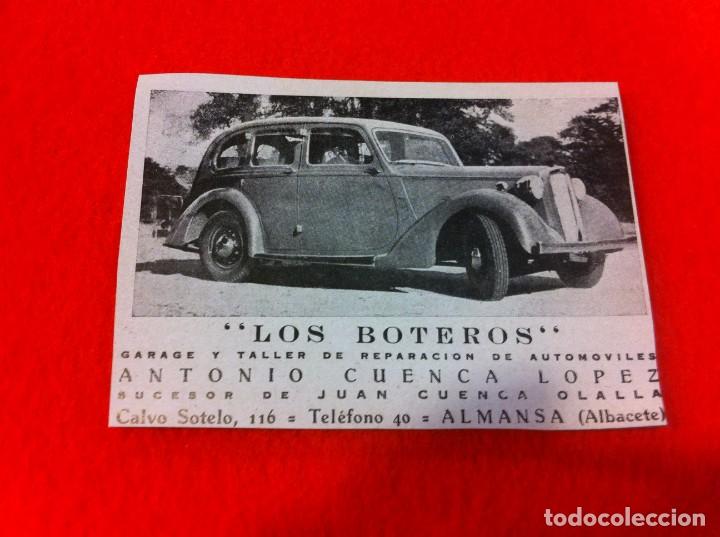 "LOS BOTEROS"
GARAGE Y TALLER DE REPARACION DE AUTOMOVILES
ANTONIO CUENCA LOPEZ
SUCESOR DE JUAN CUENCA OLALLA
Calvo Sotelo, 116 = Teléfono 40 = ALMANSA (Albacete)
todocoleccion